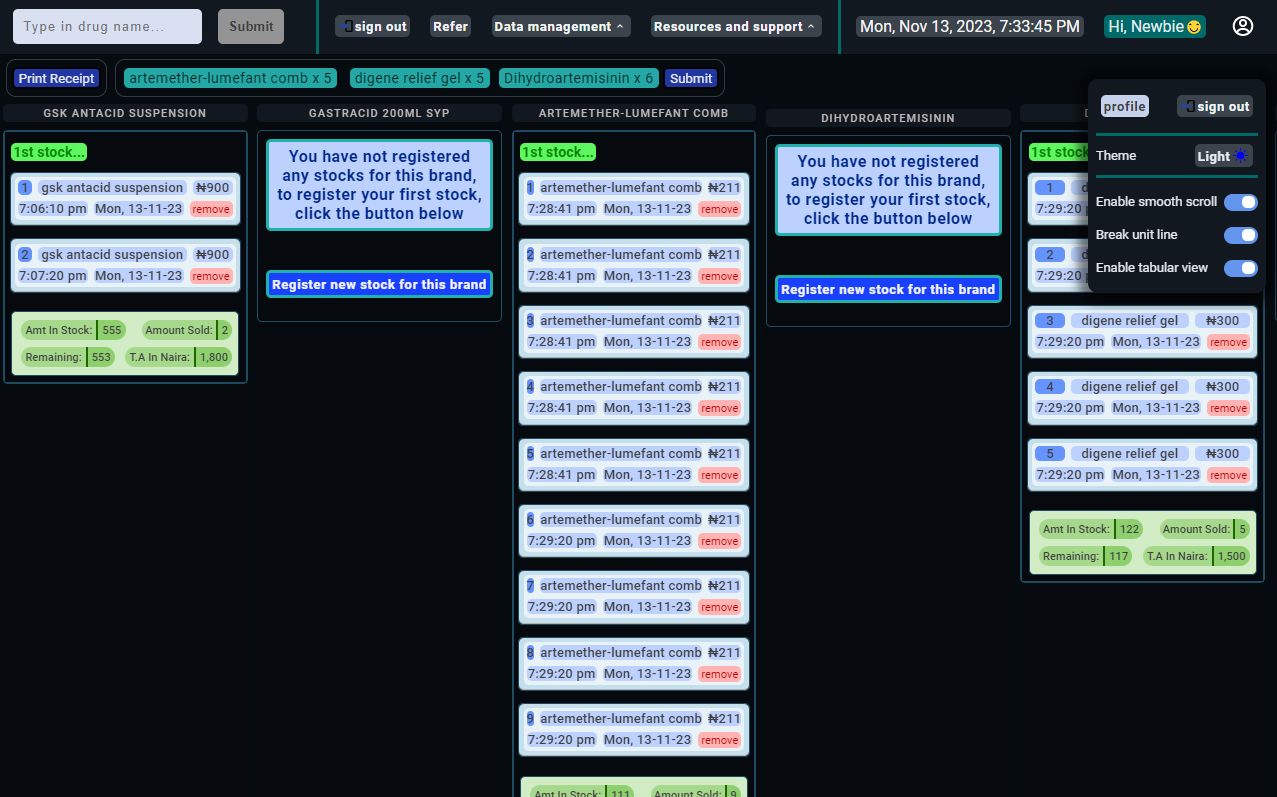 Type in drug name...
Submit
sign out
Refer
Data management
Resources and support
Mon, Nov 13, 2023, 7:33:45 PM
Hi, Newbie
Print Receipt
artemether-lumefant comb x 5
digene relief gel x 5
Dihydroartemisinin x 6
Submit
GSK ANTACID SUSPENSION
1st stock...
1 gsk antacid suspension ₦900
7:06:10 pm Mon, 13-11-23 remove
2 gsk antacid suspension ₦900
7:07:20 pm Mon, 13-11-23 remove
Amt In Stock: 555 Amount Sold: 2
Remaining: 553 T.A In Naira: 1,800
GASTRACID 200ML SYP
You have not registered
any stocks for this brand,
to register your first stock,
click the button below
Register new stock for this brand
ARTEMETHER-LUMEFANT COMB
1st stock...
1 artemether-lumefant comb ₦211
7:28:41 pm Mon, 13-11-23 remove
2 artemether-lumefant comb ₦211
7:28:41 pm Mon, 13-11-23 remove
3 artemether-lumefant comb ₦211
7:28:41 pm Mon, 13-11-23 remove
4 artemether-lumefant comb ₦211
7:28:41 pm Mon, 13-11-23 remove
5 artemether-lumefant comb ₦211
7:28:41 pm Mon, 13-11-23 remove
6 artemether-lumefant comb ₦211
7:29:20 pm Mon, 13-11-23 remove
7 artemether-lumefant comb ₦211
7:29:20 pm Mon, 13-11-23 remove
8 artemether-lumefant comb ₦211
7:29:20 pm Mon, 13-11-23 remove
9 artemether-lumefant comb ₦211
7:29:20 pm Mon, 13-11-23 remove
Amt In Stock: 111 Amount Sold: 9
DIHYDROARTEMISININ
You have not registered
any stocks for this brand,
to register your first stock,
click the button below
Register new stock for this brand
1st stock...
1
7:29:20
2
7:29:20
3 digene relief gel ₦300
7:29:20 pm Mon, 13-11-23 remove
4 digene relief gel ₦300
7:29:20 pm Mon, 13-11-23 remove
5 digene relief gel ₦300
7:29:20 pm Mon, 13-11-23 remove
Amt In Stock: 122 Amount Sold: 5
Remaining: 117 T.A In Naira: 1,500
profile
sign out
Theme
Light
Enable smooth scroll
Break unit line
Enable tabular view